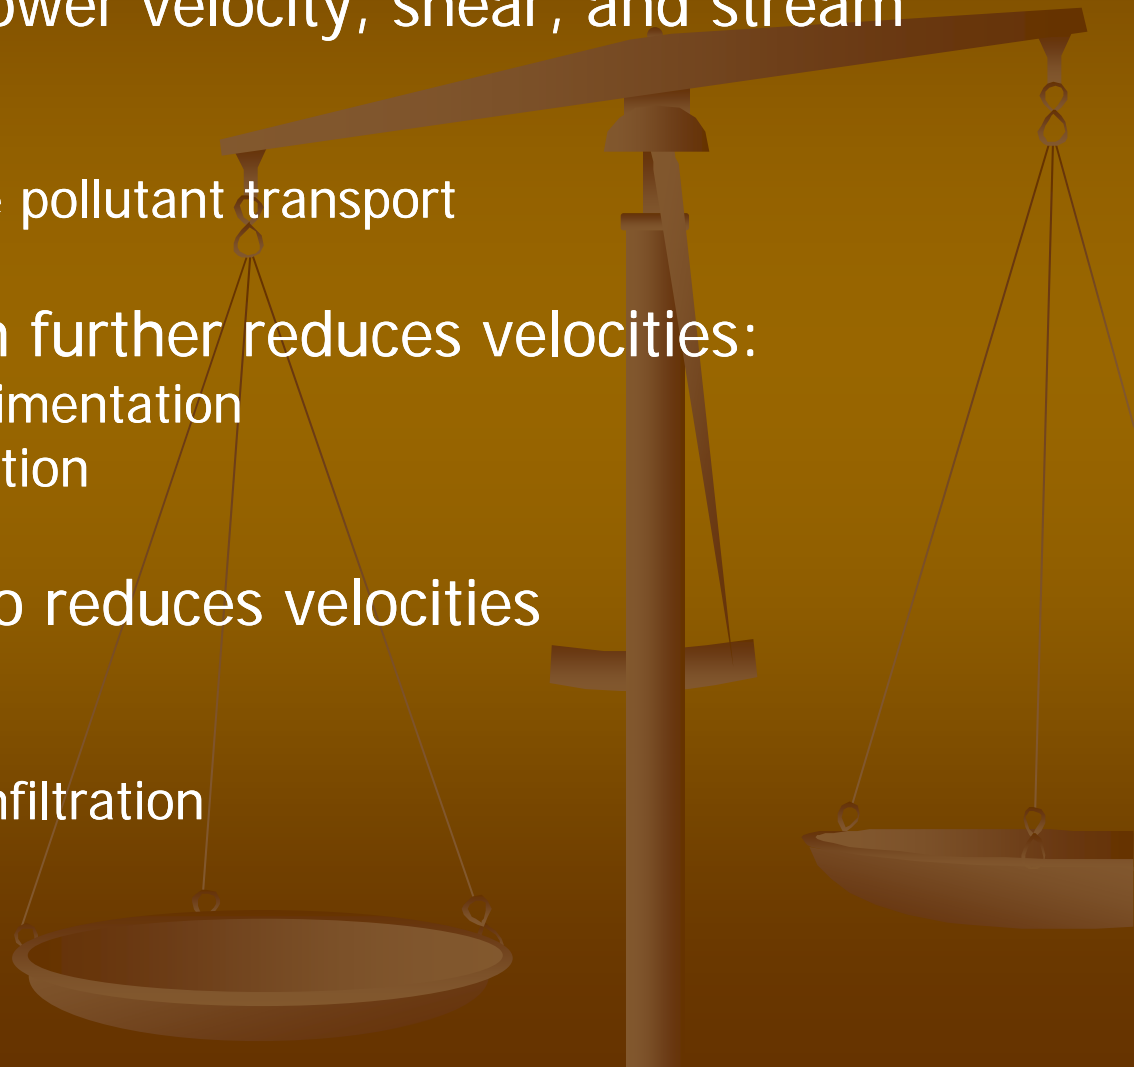 ower velocity, shear, and stream
e pollutant transport
n further reduces velocities:
imentation
tion
o reduces velocities
nfiltration